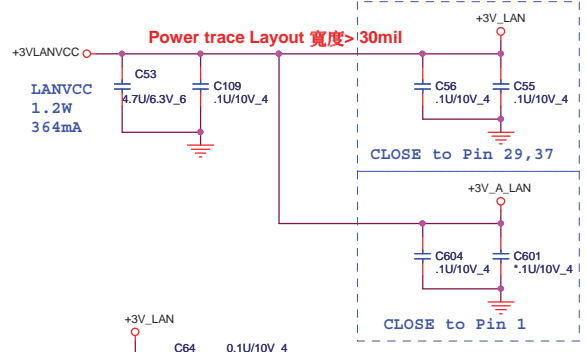 Power trace Layout 寬度> 30mil
+3VLANVCC
+3V_LAN
C53
4.7U/6.3V_6
C109
.1U/10V_4
C56
.1U/10V_4
C55
.1U/10V_4
LANVCC
1.2W
364mA
CLOSE to Pin 29,37
+3V_A_LAN
C604
.1U/10V_4
C601
*.1U/10V_4
CLOSE to Pin 1
+3V_LAN
C64 0.1U/10V_4